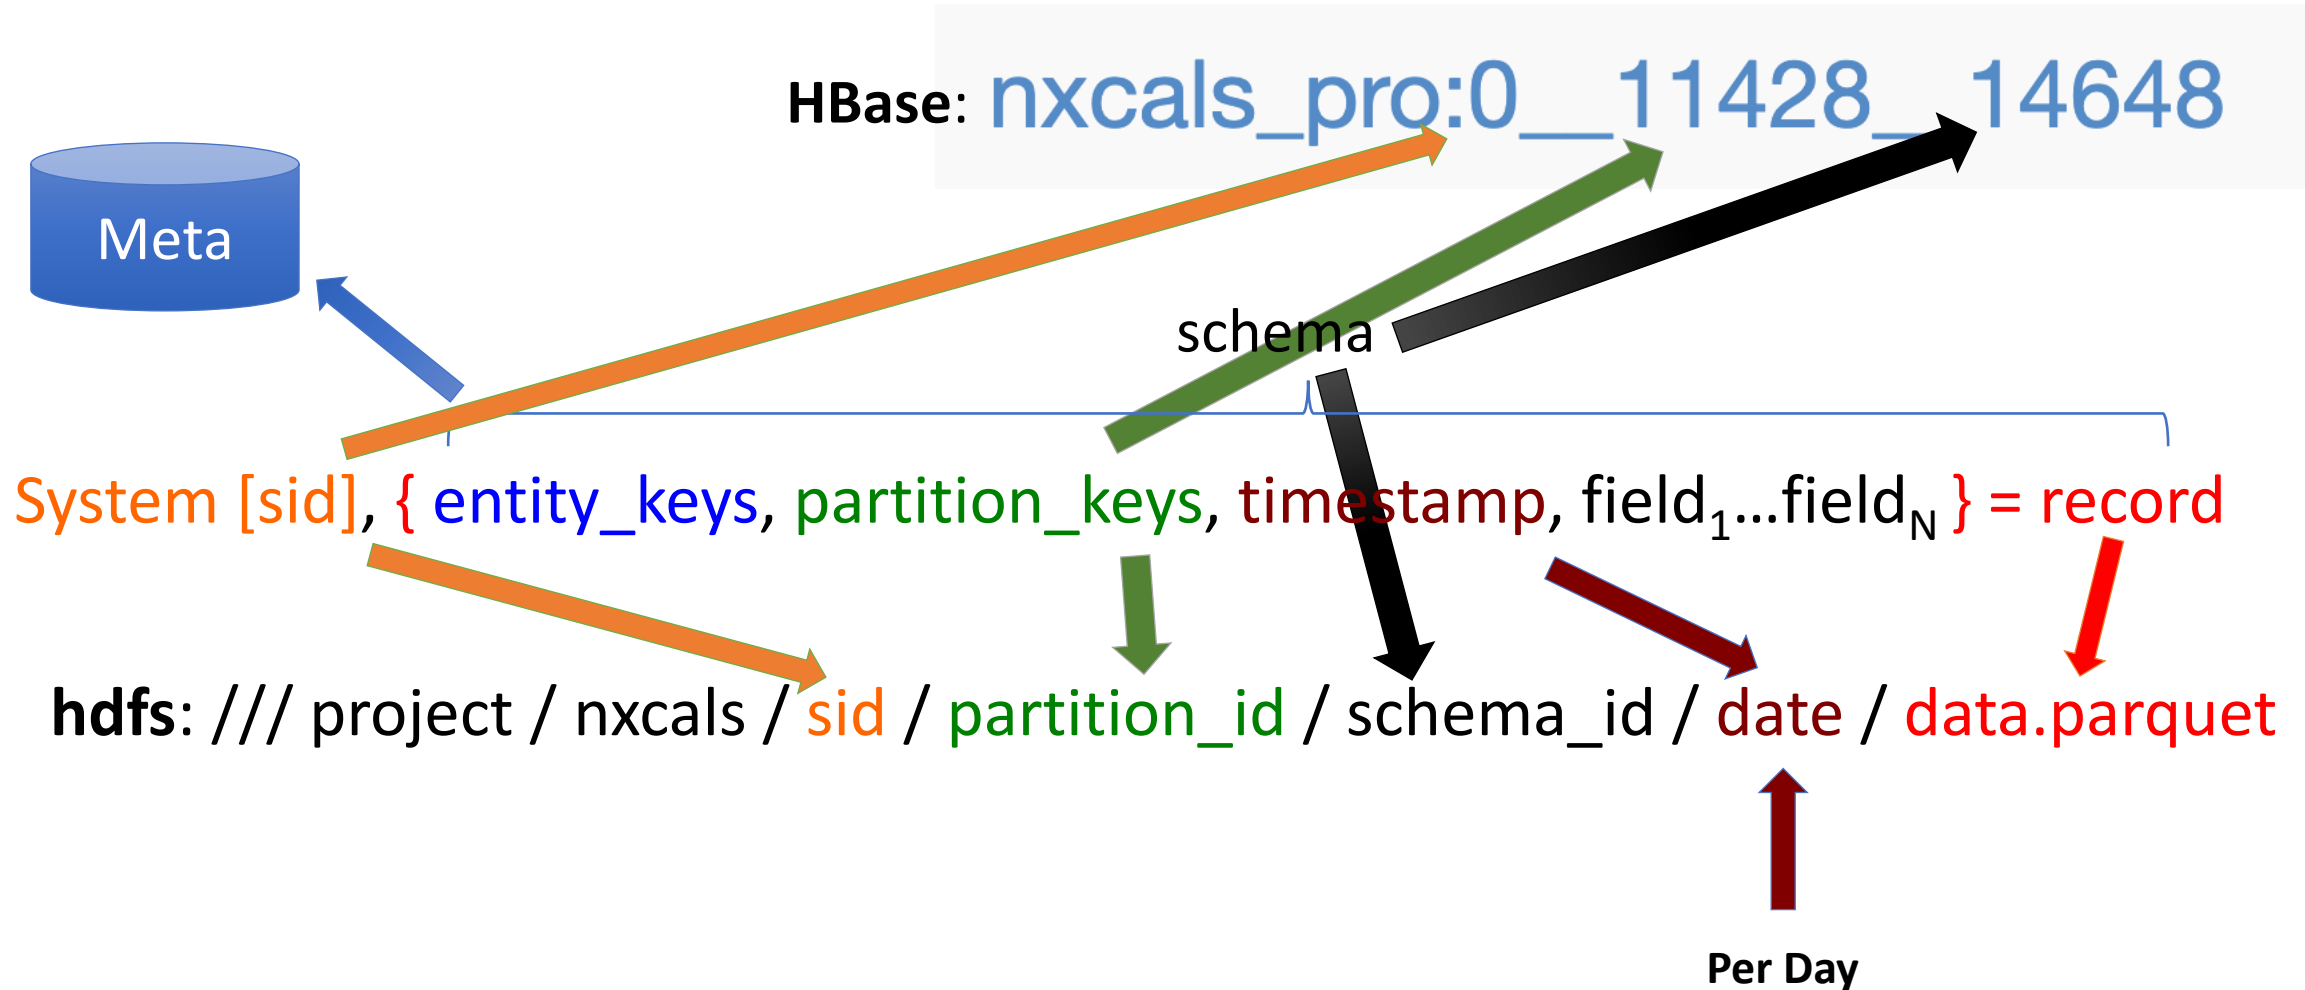 HBase: nxcals_pro:0__11428__14648
Meta
schema
System [sid], { entity_keys, partition_keys, timestamp, field1...fieldN } = record
hdfs: /// project / nxcals / sid / partition_id / schema_id / date / data.parquet
Per Day